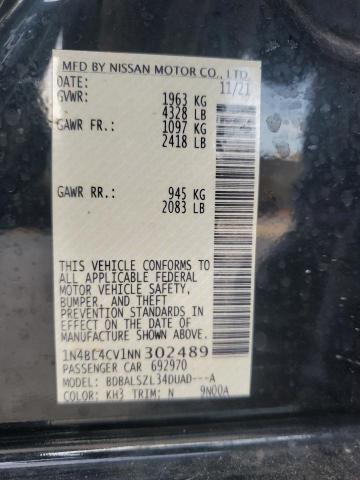 MFD BY NISSAN MOTOR CO., LTD.
DATE: 11/21
GVWR: 1963 KG
4328 LB
GAWR FR.: 1097 KG
2418 LB
GAWR RR.: 945 KG
2083 LB
THIS VEHICLE CONFORMS TO
ALL APPLICABLE FEDERAL
MOTOR VEHICLE SAFETY,
BUMPER, AND THEFT
PREVENTION STANDARDS IN
EFFECT ON THE DATE OF
MANUFACTURE SHOWN ABOVE.
1N4BL4CV1NN302489
PASSENGER CAR 692970
MODEL: BDBALSZL34DUAD---A
COLOR: KH3 TRIM: N 9N00A